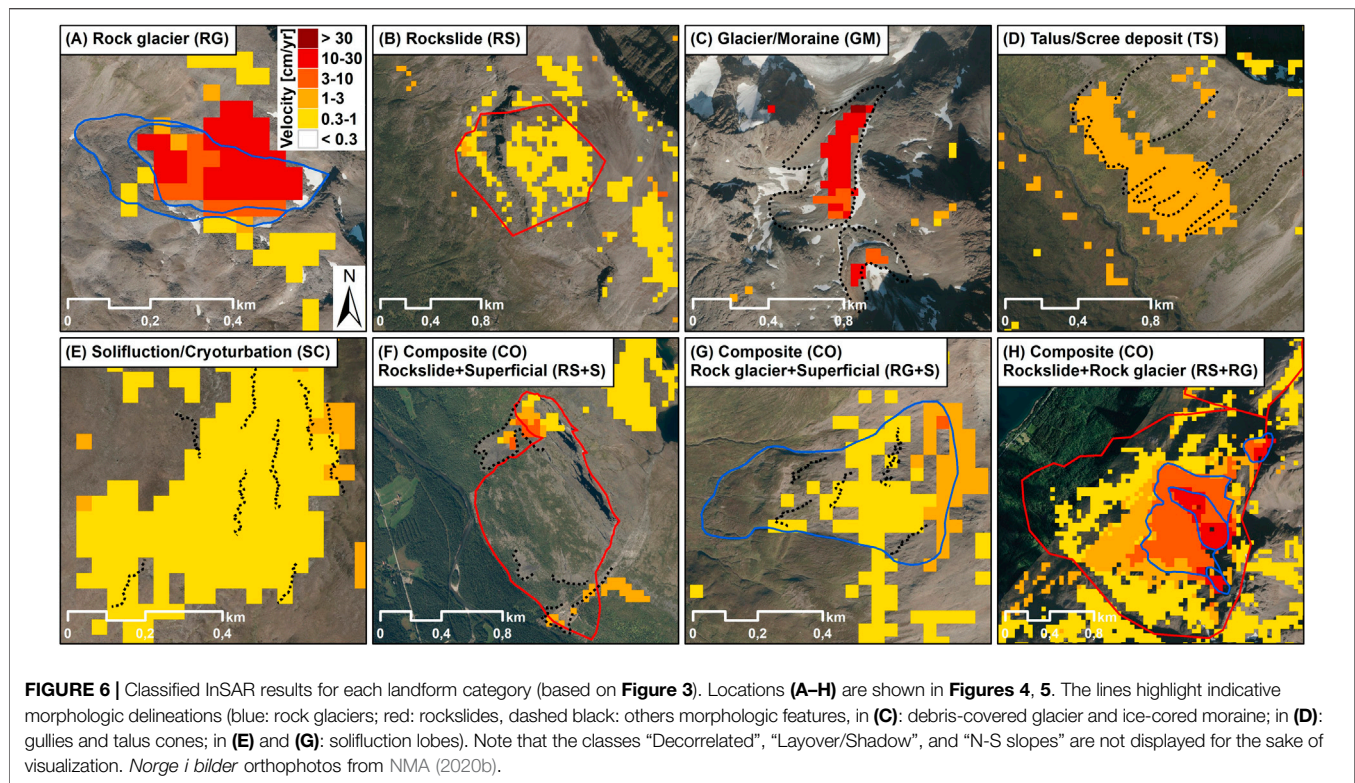 (A) Rock glacier (RG)
Velocity [cm/yr]
> 30
10-30
3-10
1-3
0.3-1
< 0.3
N
km
0 0,2 0,4
(B) Rockslide (RS)
km
0 0,4 0,8
(C) Glacier/Moraine (GM)
km
0 0,4 0,8
(D) Talus/Scree deposit (TS)
km
0 0,2 0,4
(E) Solifluction/Cryoturbation (SC)
km
0 0,2 0,4
(F) Composite (CO)
Rockslide+Superficial (RS+S)
km
0 0,4 0,8
(G) Composite (CO)
Rock glacier+Superficial (RG+S)
km
0 0,2 0,4
(H) Composite (CO)
Rockslide+Rock glacier (RS+RG)
km
0 0,4 0,8
FIGURE 6 | Classified InSAR results for each landform category (based on Figure 3). Locations (A–H) are shown in Figures 4, 5. The lines highlight indicative
morphologic delineations (blue: rock glaciers; red: rockslides, dashed black: others morphologic features, in (C): debris-covered glacier and ice-cored moraine; in (D):
gullies and talus cones; in (E) and (G): solifluction lobes). Note that the classes “Decorrelated”, “Layover/Shadow”, and “N-S slopes” are not displayed for the sake of
visualization. Norge i bilder orthophotos from NMA (2020b).